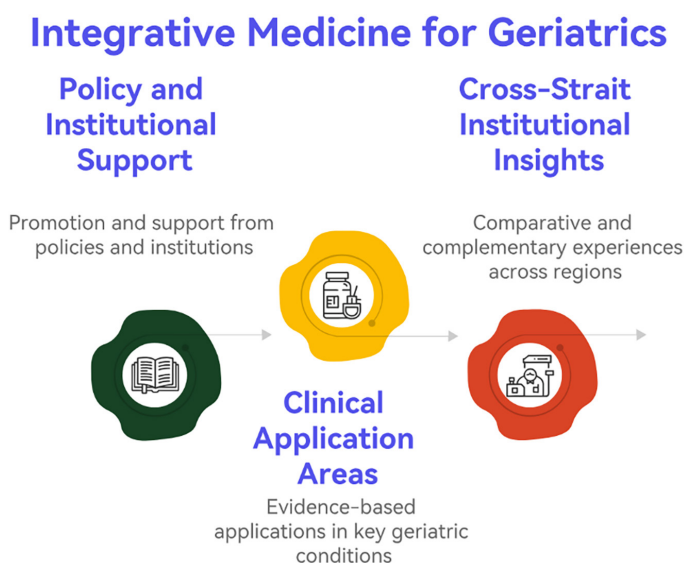 Integrative Medicine for Geriatrics
Policy and
Institutional
Support
Promotion and support from
policies and institutions
Clinical
Application
Areas
Evidence-based
applications in key geriatric
conditions
Cross-Strait
Institutional
Insights
Comparative and
complementary experiences
across regions